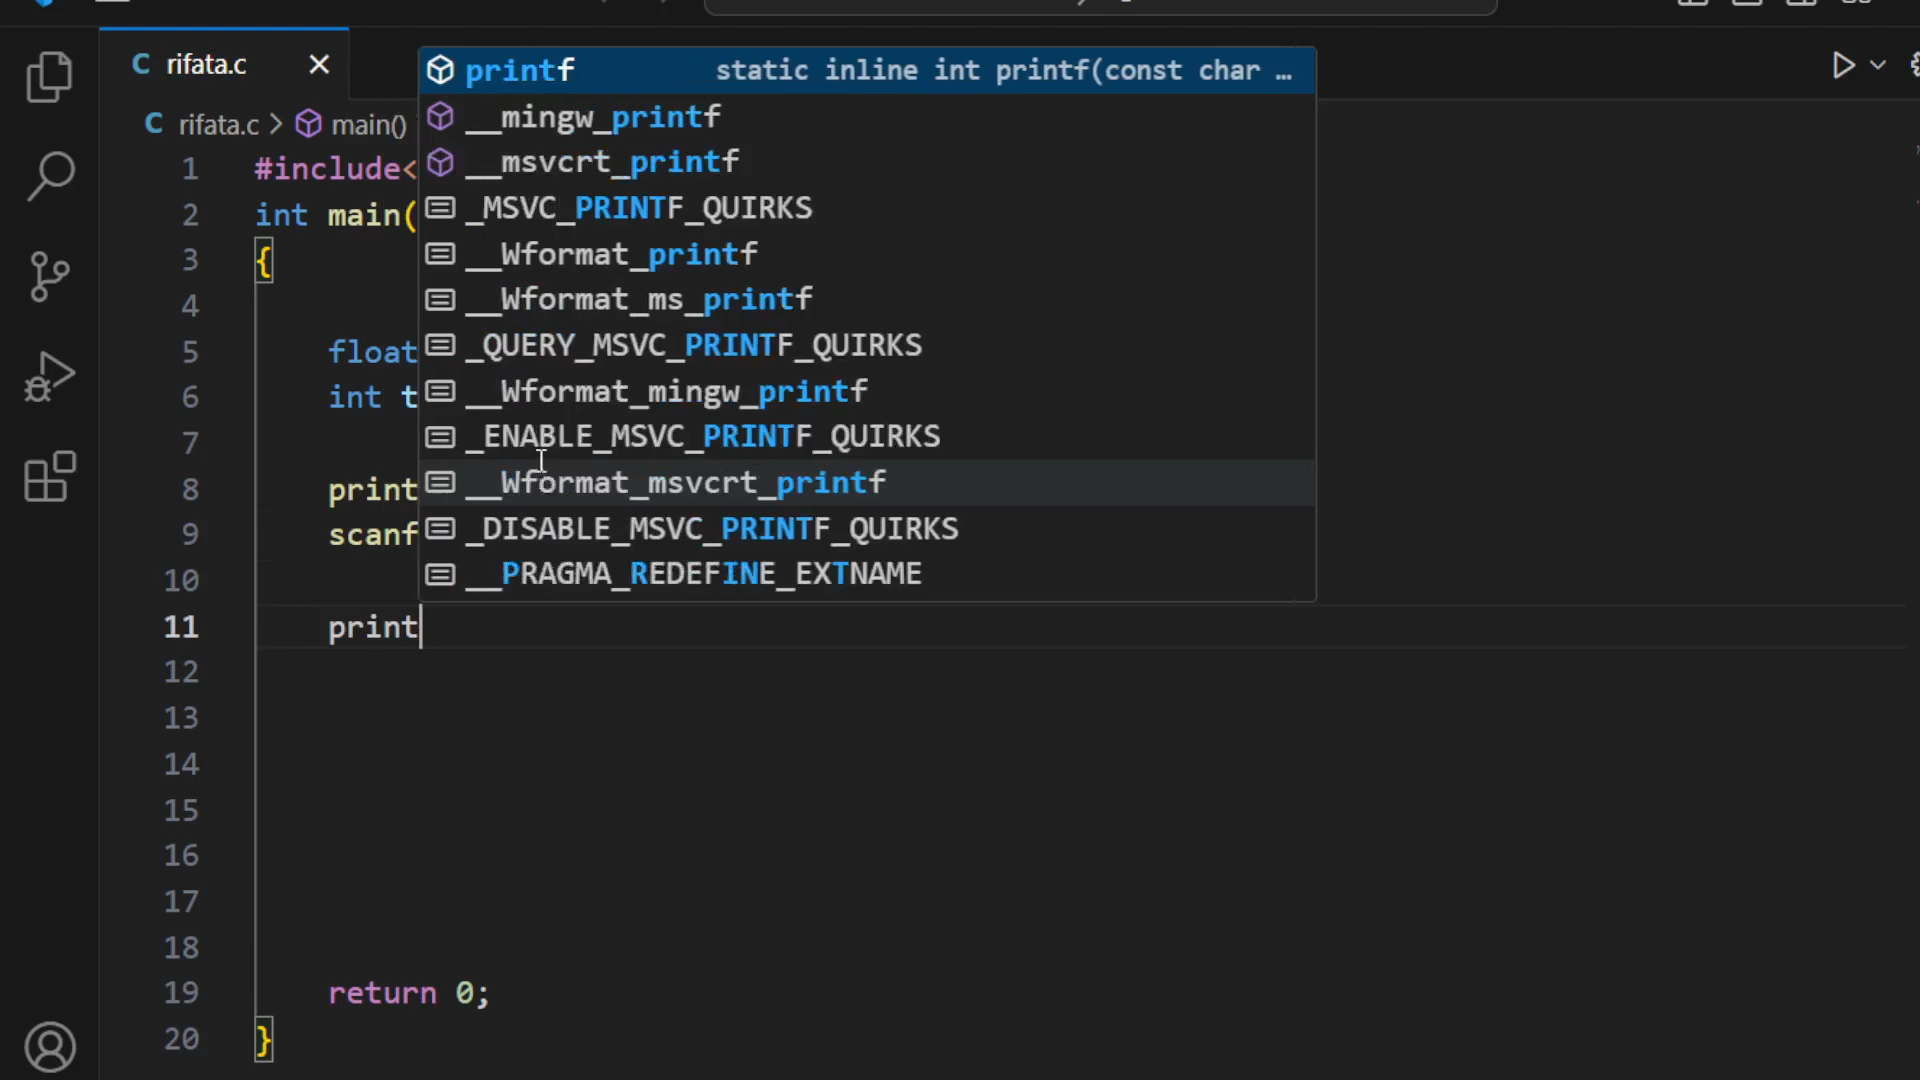 rifata.c
rifata.c > main()
1 #include<
2 int main(
3 {
4
5 float
6 int t
7
8 print
9 scanf
10
11 print
12
13
14
15
16
17
18
19 return 0;
20 }
printf static inline int printf(const char …
__mingw_printf
__msvcrt_printf
_MSVC_PRINTF_QUIRKS
__Wformat_printf
__Wformat_ms_printf
_QUERY_MSVC_PRINTF_QUIRKS
__Wformat_mingw_printf
_ENABLE_MSVC_PRINTF_QUIRKS
__Wformat_msvcrt_printf
_DISABLE_MSVC_PRINTF_QUIRKS
__PRAGMA_REDEFINE_EXTNAME